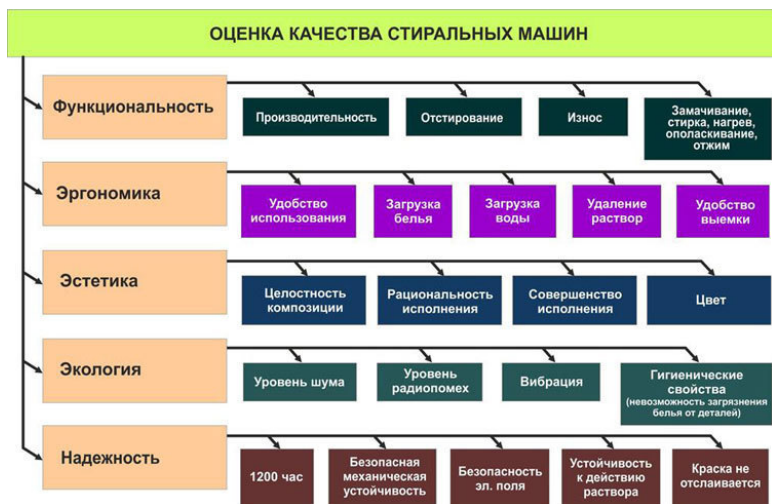 ОЦЕНКА КАЧЕСТВА СТИРАЛЬНЫХ МАШИН
Функциональность
Производительность
Отстирование
Износ
Замачивание,
стирка, нагрев,
ополаскивание,
отжим
Эргономика
Удобство
использования
Загрузка
белья
Загрузка
воды
Удаление
раствор
Удобство
выемки
Эстетика
Целостность
композиции
Рациональность
исполнения
Совершенство
исполнения
Цвет
Экология
Уровень шума
Уровень
радиопомех
Вибрация
Гигиенические
свойства
(невозможность загрязнения
белья от деталей)
Надежность
1200 час
Безопасная
механическая
устойчивость
Безопасность
эл. поля
Устойчивость
к действию
раствора
Краска не
отслаивается